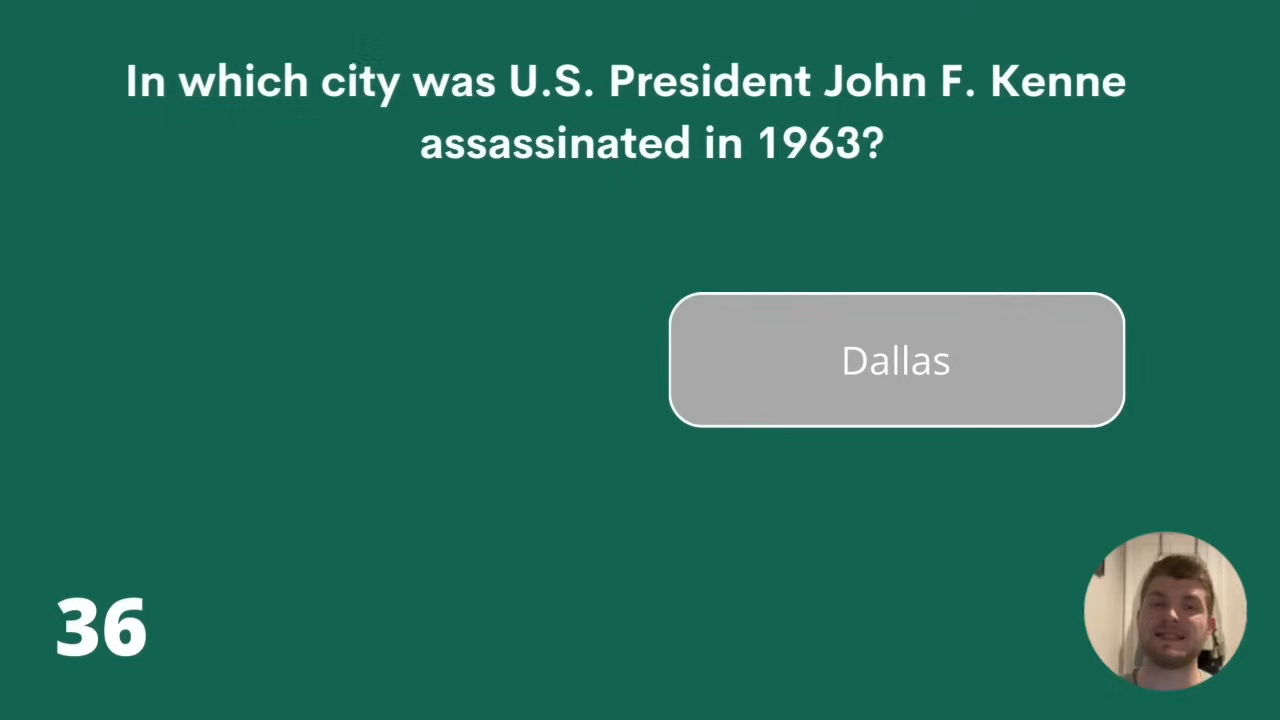 In which city was U.S. President John F. Kenne
assassinated in 1963?
Dallas
36